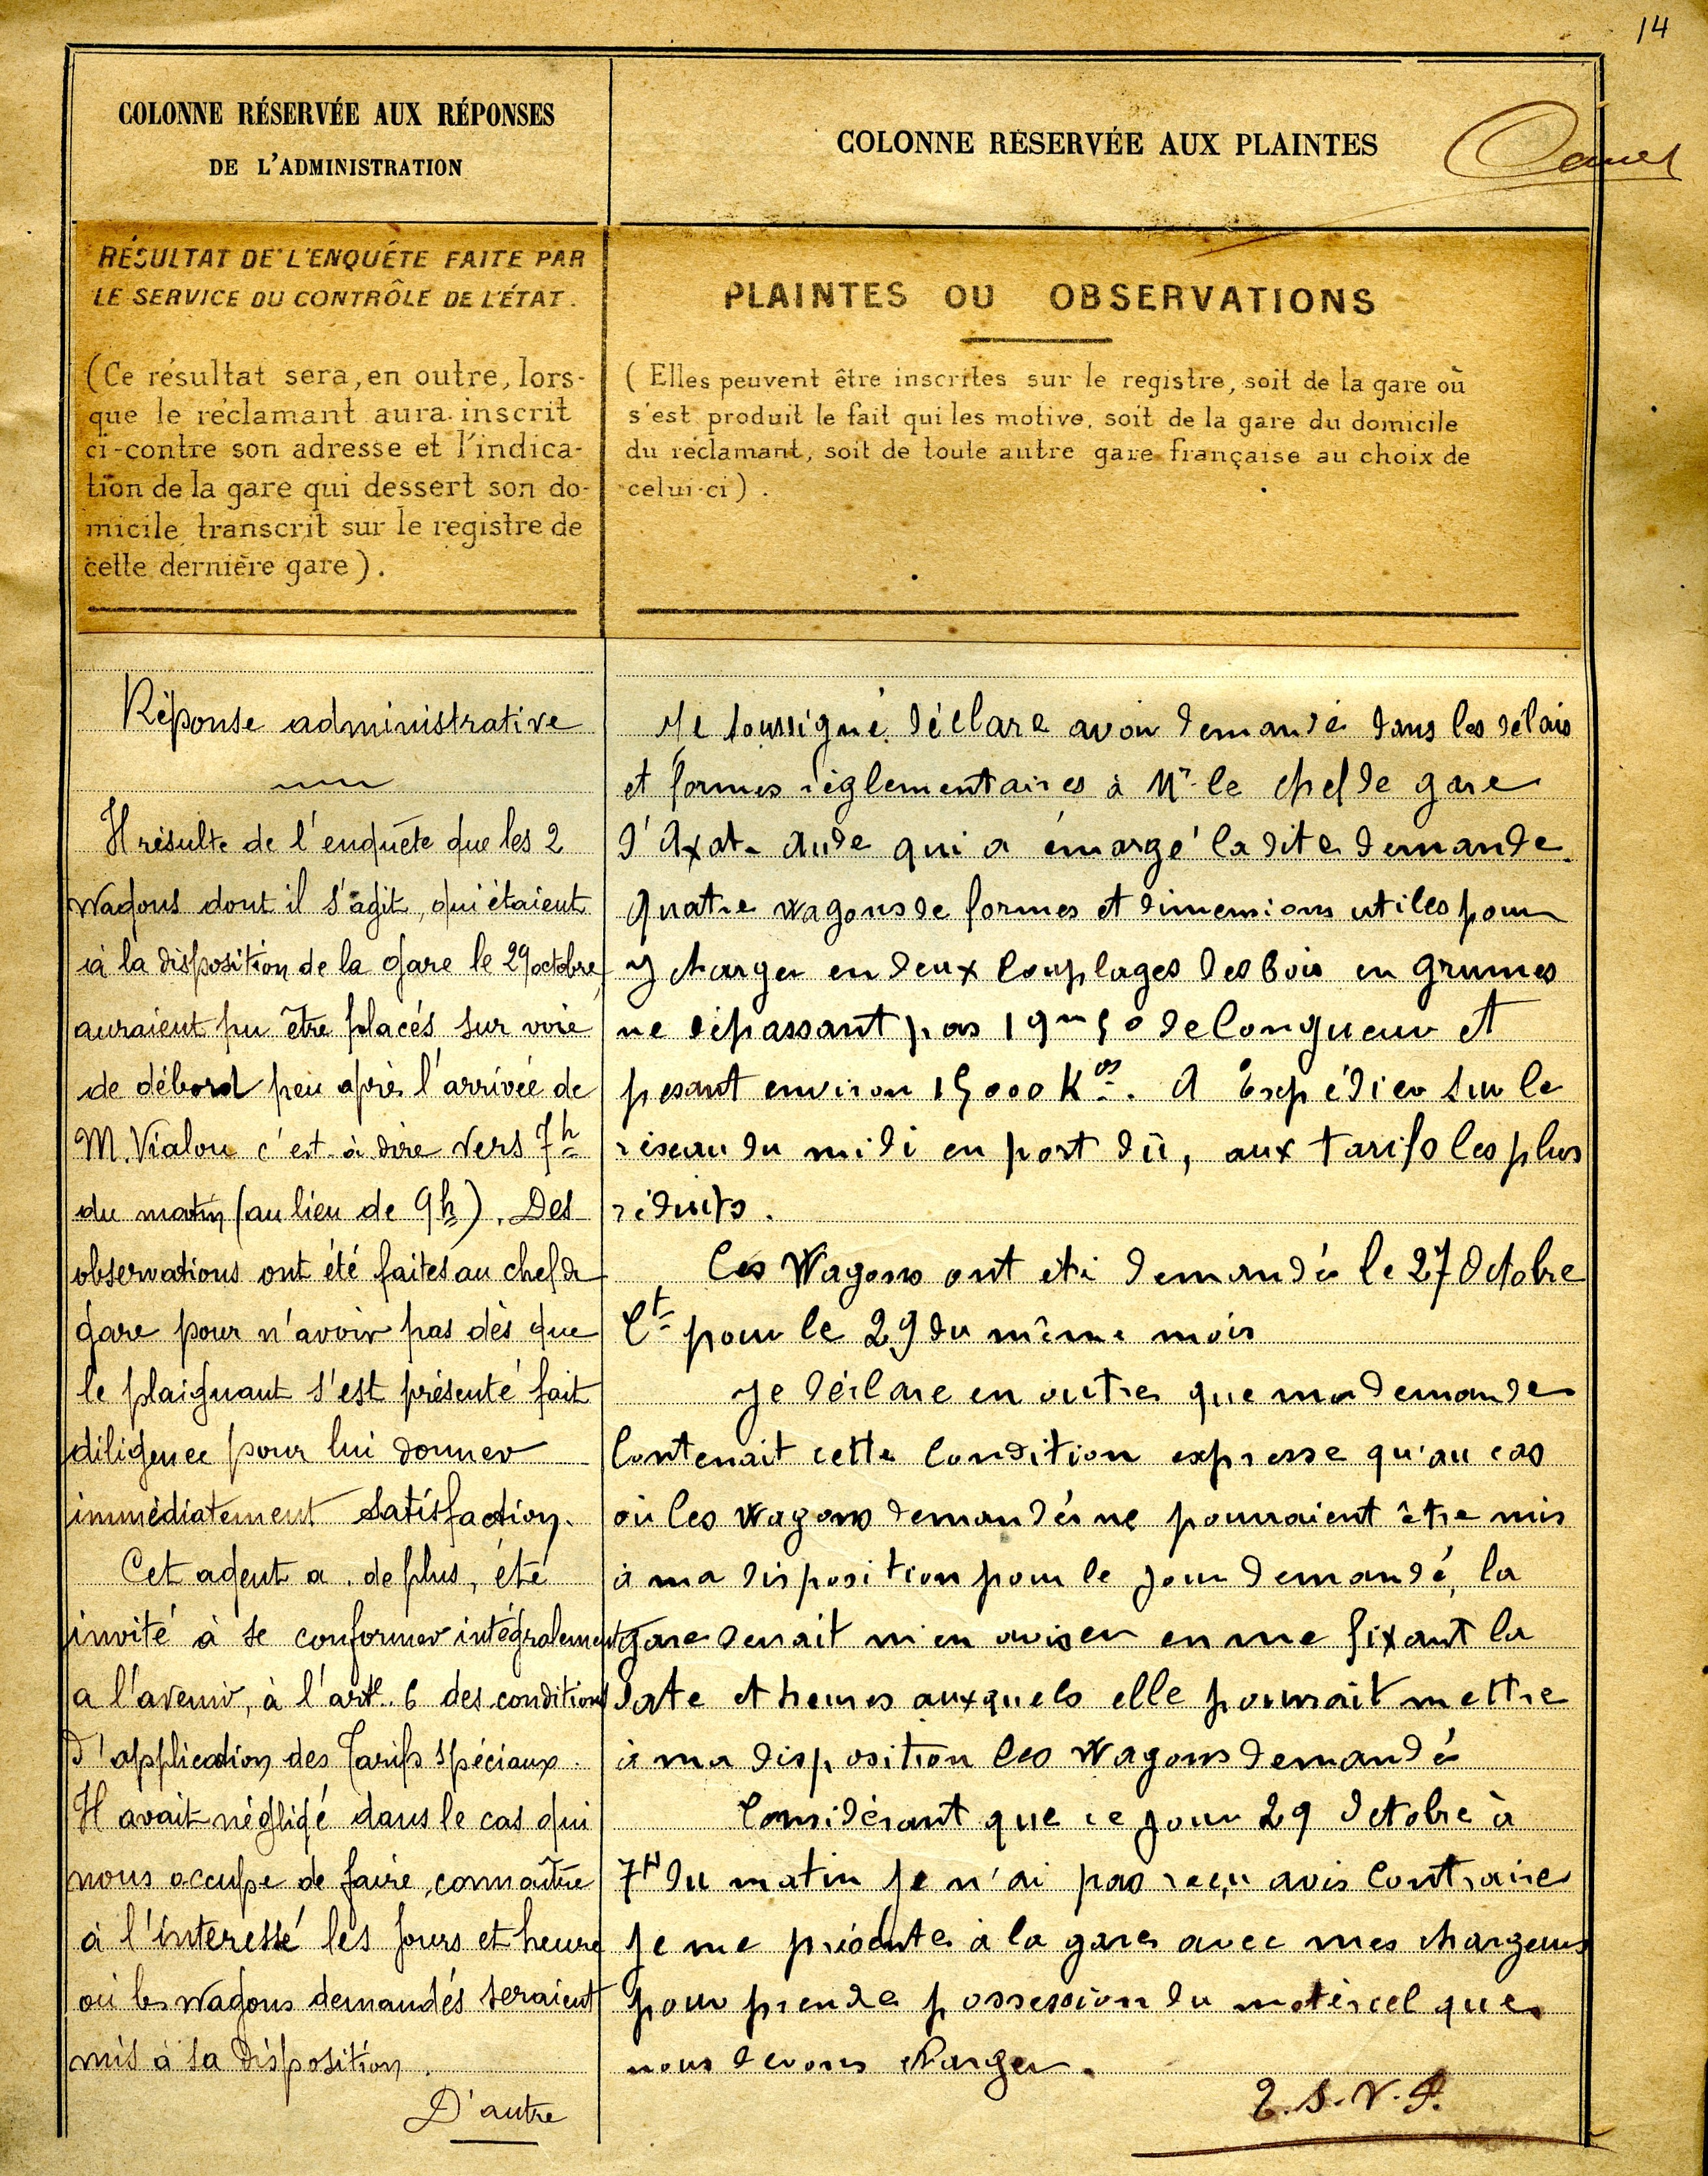 14
COLONNE RÉSERVÉE AUX RÉPONSES
DE L'ADMINISTRATION
RÉSULTAT DE L'ENQUÊTE FAITE PAR
LE SERVICE DU CONTRÔLE DE L'ÉTAT.
(Ce résultat sera, en outre, lors-
que le réclamant aura inscrit
ci-contre son adresse et l'indica-
tion de la gare qui dessert son do-
micile, transcrit sur le registre de
cette dernière gare).
Réponse administrative
Il résulte de l'enquête que les 2
wagons dont il s'agit, qui étaient
à la disposition de la gare le 29 octobre,
auraient pu être placés sur voie
de débord peu après l'arrivée de
M. Vialou c'est-à-dire vers 7h
du matin (au lieu de 9h). Des
observations ont été faites au chef de
gare pour n'avoir pas dès que
le plaignant s'est présenté fait
diligence pour lui donner
immédiatement satisfaction.
Cet agent a, de plus, été
invité à se conformer intégralement
a l'avenir, à l'artle 6 des conditions
d'application des Tarifs spéciaux.
Il avait négligé dans le cas qui
nous occupe de faire connaître
à l'intéressé les jours et heure
où les wagons demandés seraient
mis à sa disposition.
D'autre
COLONNE RÉSERVÉE AUX PLAINTES
PLAINTES OU OBSERVATIONS
(Elles peuvent être inscrites sur le registre, soit de la gare où
s'est produit le fait qui les motive, soit de la gare du domicile
du réclamant, soit de toute autre gare française au choix de
celui-ci).
Je soussigné déclare avoir demandé dans les délais
et formes règlementaires à Mr le chef de gare
d'Axat-Aude qui a émargé la dite demande.
Quatre wagons de formes et dimensions utiles pour
y charger en deux couplages des bois en grumes
ne dépassant pas 19m50 de longueur et
pesant environ 15000 Kos. A expédier sur le
réseau du midi en port dû, aux tarifs les plus
réduits.
Ces Wagons ont été demandés le 27 Octobre
Ct pour le 29 du même mois
Je déclare en outre que ma demande
Contenait cette condition expresse qu'au cas
où les wagons demandés ne pourraient être mis
à ma disposition pour le jour demandé, la
gare devrait m'en aviser en me fixant la
date et heures auxquels elle pourrait mettre
à ma disposition les wagons demandés
Considérant que ce jour 29 Octobre à
7H du matin je n'ai pas reçu avis Contraire
je me présente à la gare avec mes chargeurs
pour prendre possession du matériel que
nous devons charger.
T.S.V.P.